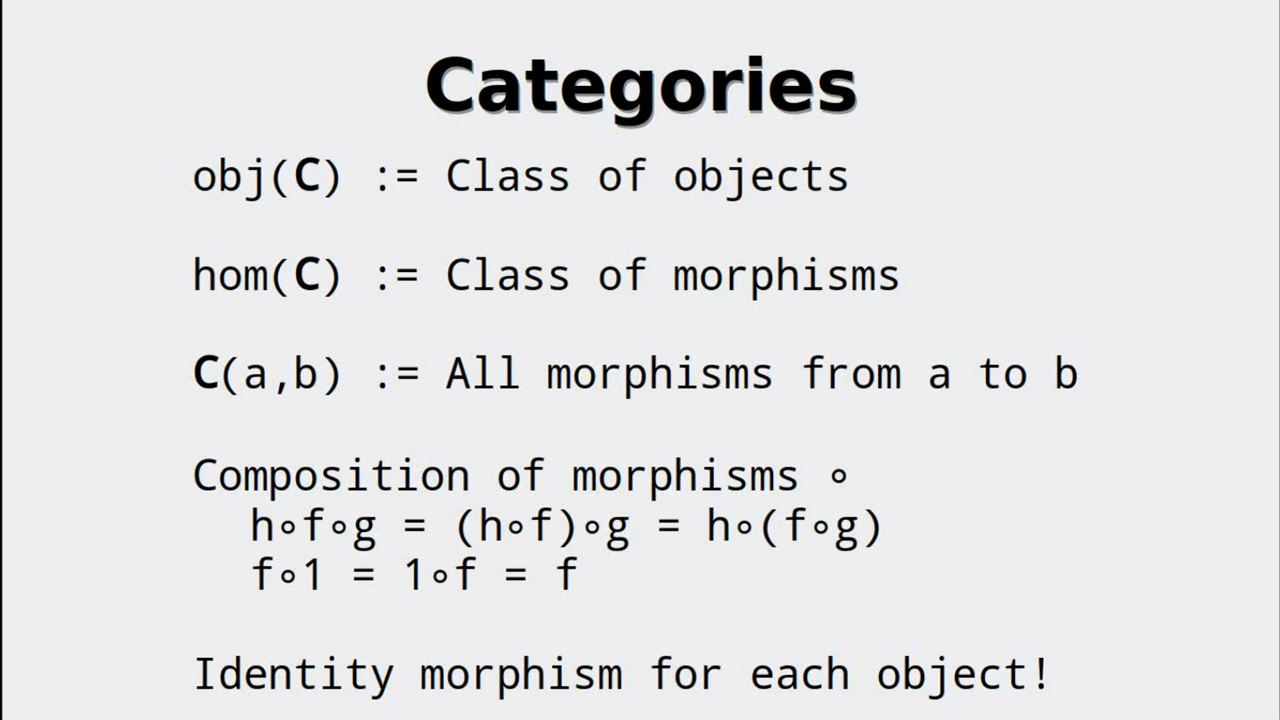 Categories
obj(C) := Class of objects
hom(C) := Class of morphisms
C(a,b) := All morphisms from a to b
Composition of morphisms ∘
h∘f∘g = (h∘f)∘g = h∘(f∘g)
f∘1 = 1∘f = f
Identity morphism for each object!